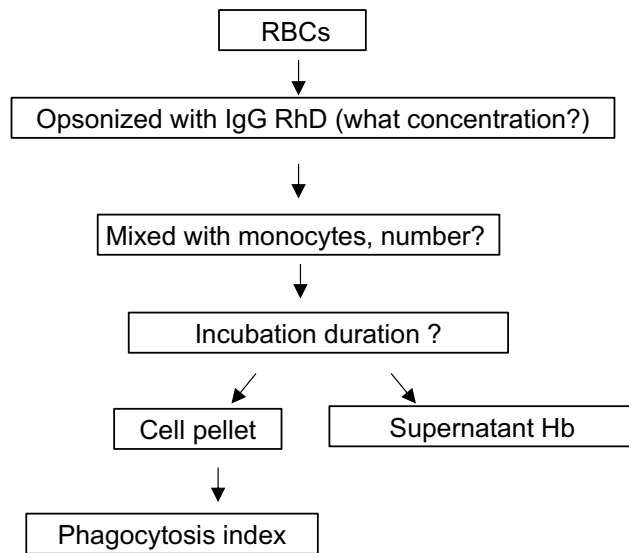 RBCs
Opsonized with IgG RhD (what concentration?)
Mixed with monocytes, number?
Incubation duration ?
Cell pellet
Supernatant Hb
Phagocytosis index